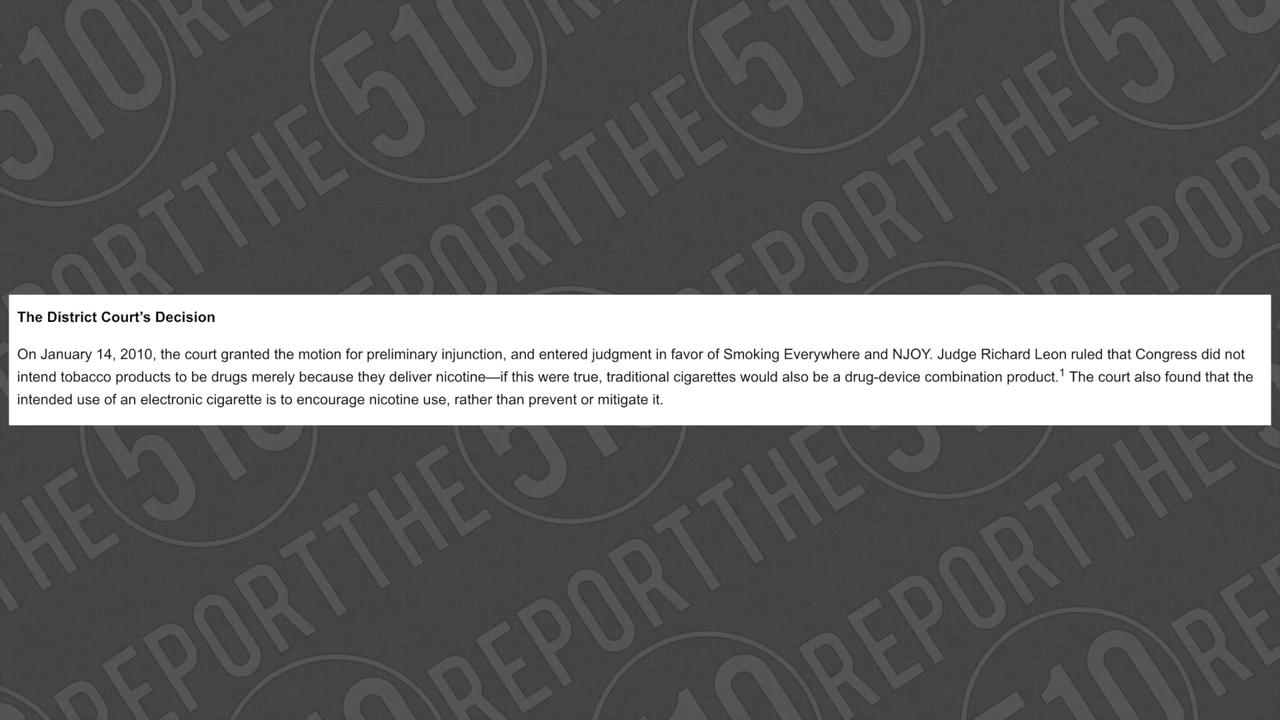 The District Court’s Decision
On January 14, 2010, the court granted the motion for preliminary injunction, and entered judgment in favor of Smoking Everywhere and NJOY. Judge Richard Leon ruled that Congress did not
intend tobacco products to be drugs merely because they deliver nicotine—if this were true, traditional cigarettes would also be a drug-device combination product.1 The court also found that the
intended use of an electronic cigarette is to encourage nicotine use, rather than prevent or mitigate it.
THE 510 REPORT